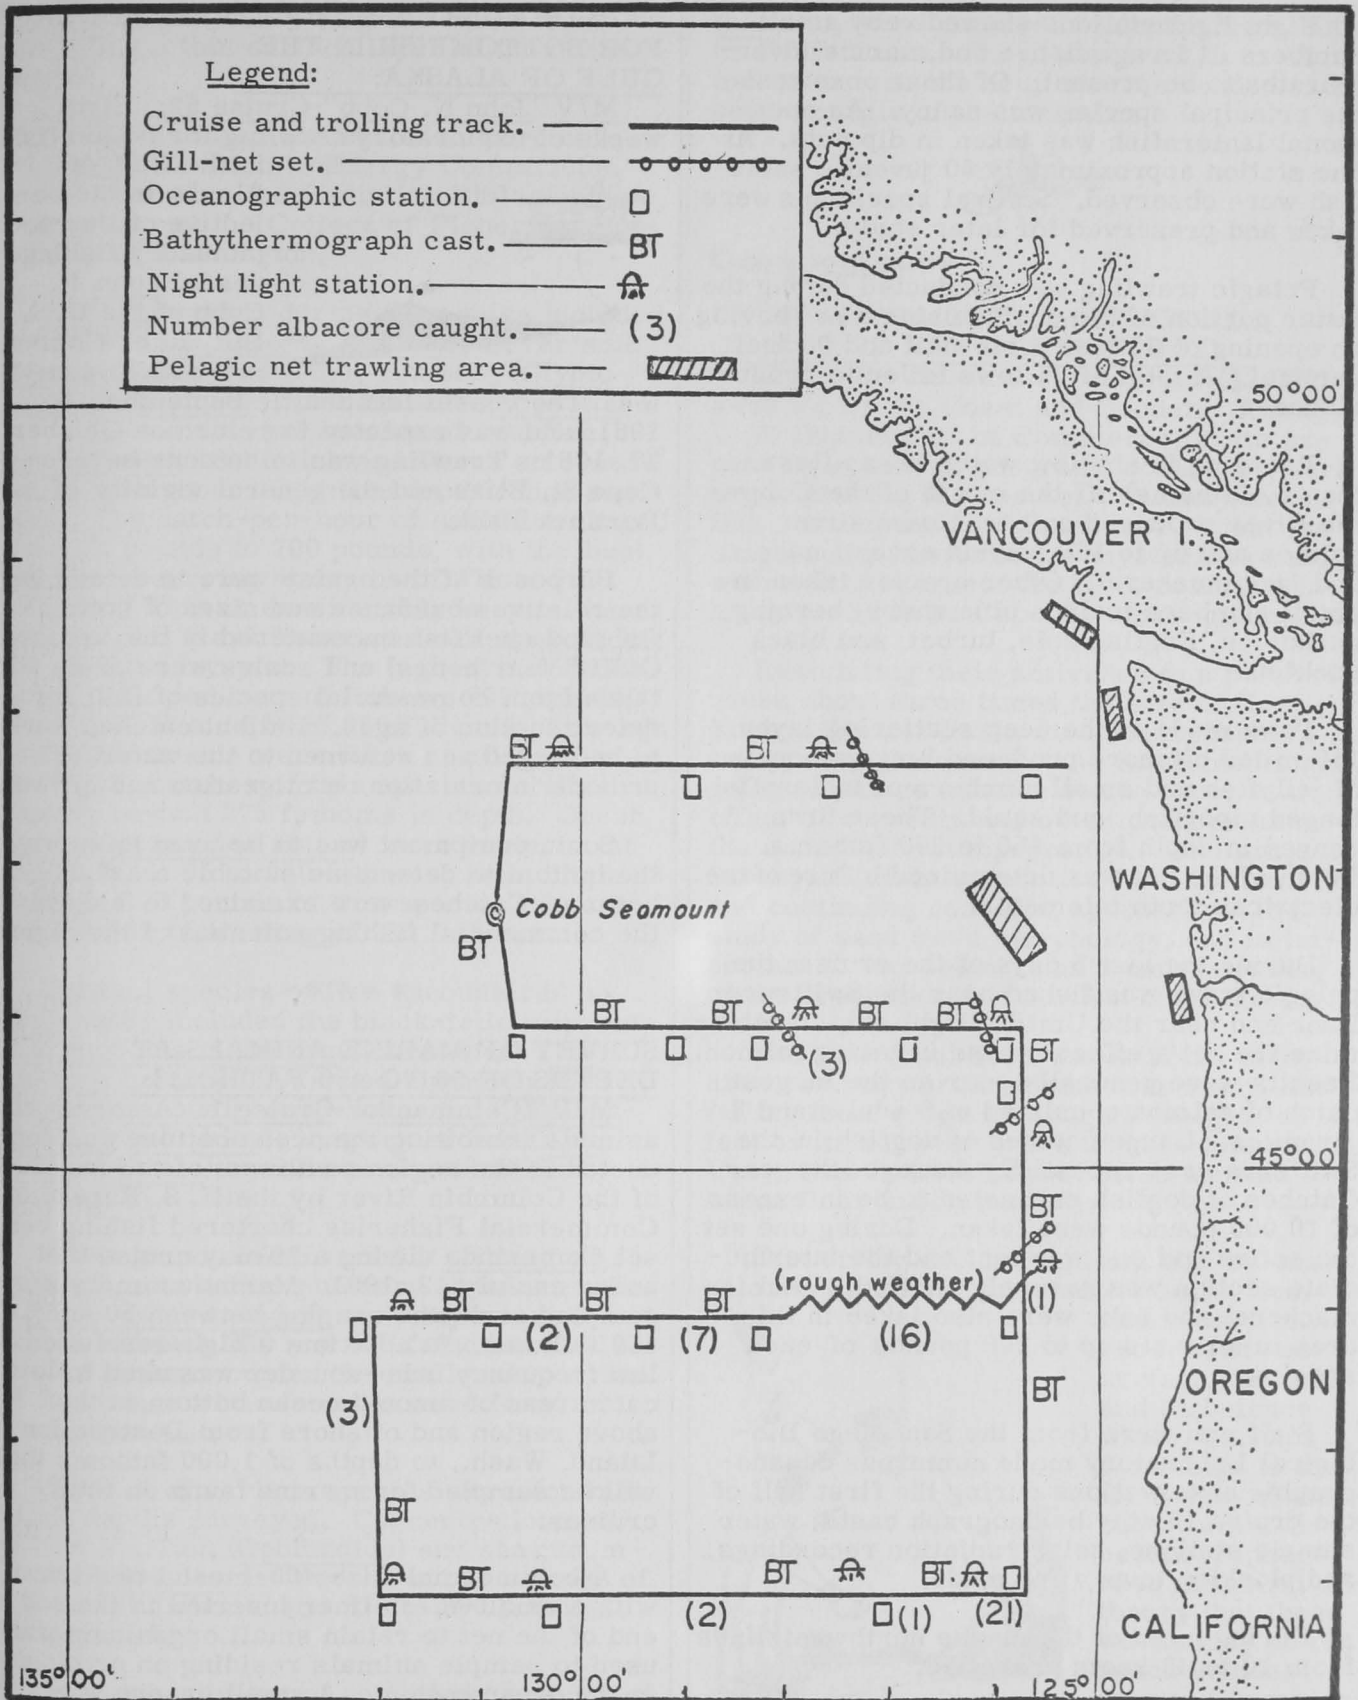 Legend:
Cruise and trolling track.
Gill-net set.
Oceanographic station.
Bathythermograph cast. BT
Night light station.
Number albacore caught. (3)
Pelagic net trawling area.
50°00'
VANCOUVER I.
BT BT
WASHINGTON
Cobb Seamount
BT
BT BT BT BT
(3) BT
45°00'
BT
(rough weather)
BT BT BT (1)
(2) (7) (16)
OREGON
BT
(3)
BT
BT BT BT.
(2) (1) (21)
CALIFORNIA
135°00' 130°00' 125°00'